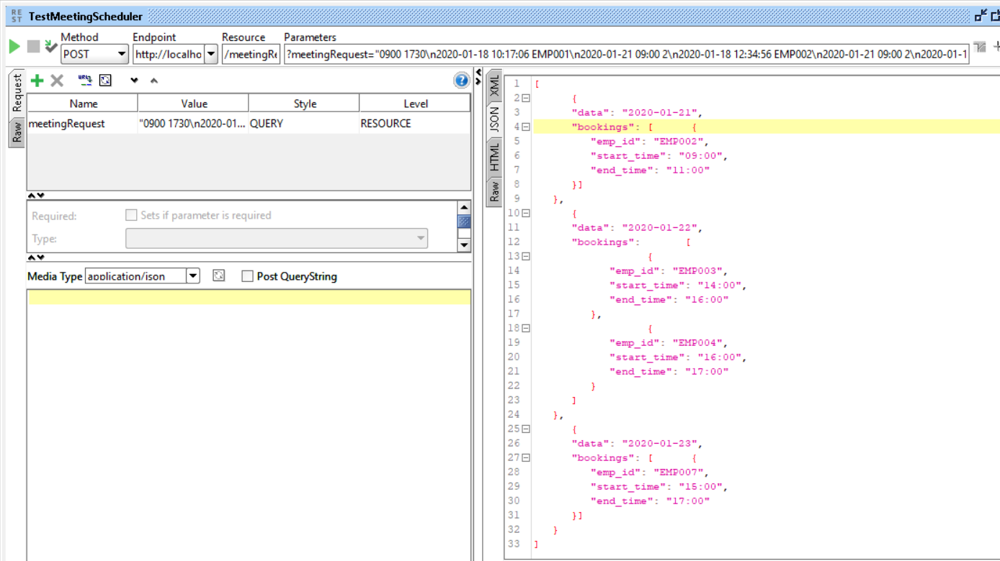 REST TestMeetingScheduler
Method Endpoint Resource Parameters
POST http://localho /meetingRe ?meetingRequest="0900 1730\n2020-01-18 10:17:06 EMP001\n2020-01-21 09:00 2\n2020-01-18 12:34:56 EMP002\n2020-01-21 09:00 2\n2020-01-1
Request
Raw
Name Value Style Level
meetingRequest "0900 1730\n2020-01... QUERY RESOURCE
Required: Sets if parameter is required
Type:
Media Type application/json Post QueryString
XML
JSON
HTML
Raw
1 [
2 {
3 "data": "2020-01-21",
4 "bookings": [ {
5 "emp_id": "EMP002",
6 "start_time": "09:00",
7 "end_time": "11:00"
8 }]
9 },
10 {
11 "data": "2020-01-22",
12 "bookings": [
13 {
14 "emp_id": "EMP003",
15 "start_time": "14:00",
16 "end_time": "16:00"
17 },
18 {
19 "emp_id": "EMP004",
20 "start_time": "16:00",
21 "end_time": "17:00"
22 }
23 ]
24 },
25 {
26 "data": "2020-01-23",
27 "bookings": [ {
28 "emp_id": "EMP007",
29 "start_time": "15:00",
30 "end_time": "17:00"
31 }]
32 }
33 ]